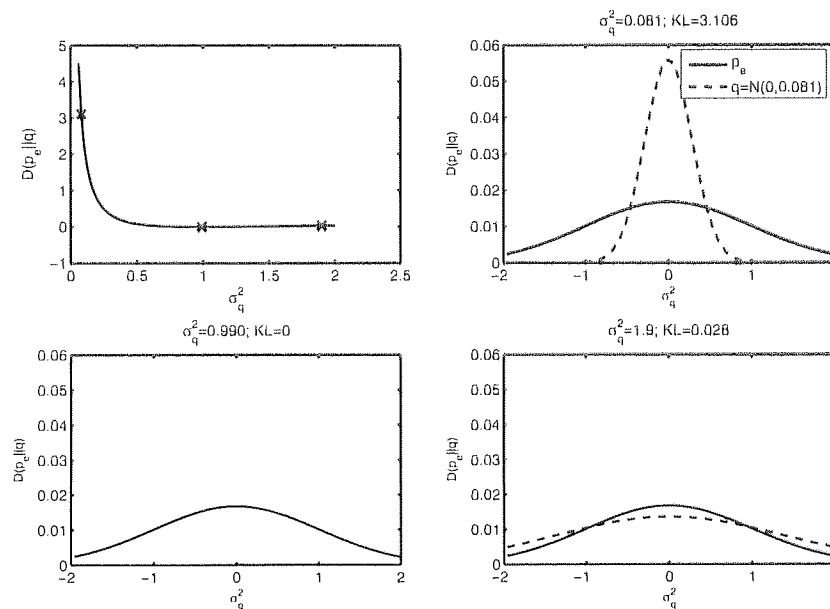 5
4
3
2
1
0
−1
D(p_e||q)
0 0.5 1 1.5 2 2.5
σ_q^2
σ_q^2=0.081; KL=3.106
0.06
0.05
0.04
0.03
0.02
0.01
0
D(p_e||q)
p_e
q=N(0,0.081)
−2 −1 0 1
σ_q^2
σ_q^2=0.990; KL=0
0.06
0.05
0.04
0.03
0.02
0.01
0
D(p_e||q)
−2 −1 0 1 2
σ_q^2
σ_q^2=1.9; KL=0.028
0.06
0.05
0.04
0.03
0.02
0.01
0
D(p_e||q)
−2 −1 0 1
σ_q^2